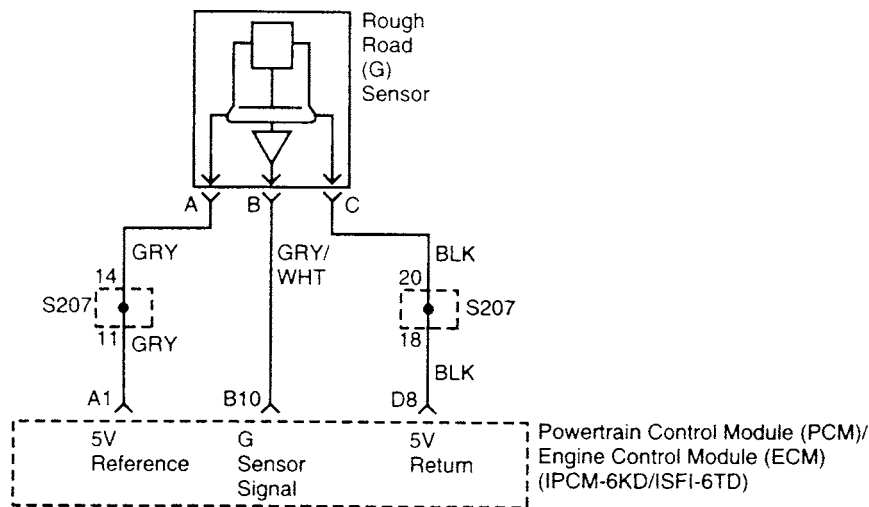 Rough
Road
(G)
Sensor
A
B
C
GRY
GRY/
WHT
BLK
14
20
S207
S207
11
18
GRY
BLK
A1
B10
D8
5V
Reference
G
Sensor
Signal
5V
Return
Powertrain Control Module (PCM)/
Engine Control Module (ECM)
(IPCM-6KD/ISFI-6TD)